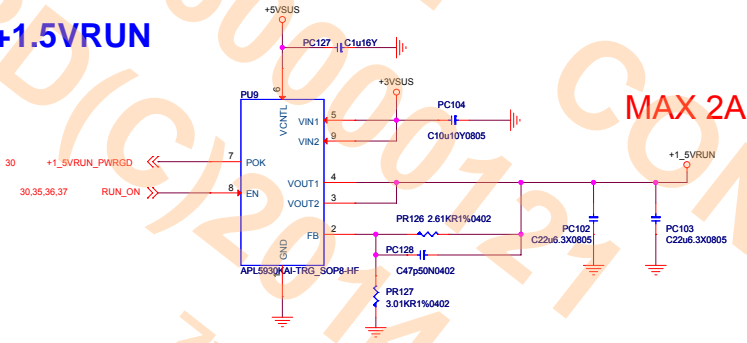 +5VSUS
+1.5VRUN
PC127 C1u16Y
+3VSUS
PU9
6
VCNTL
PC104
MAX 2A
VIN1 5
VIN2 9
C10u10Y0805
30 +1_5VRUN_PWRGD 7 POK
+1_5VRUN
30,35,36,37 RUN_ON 8 EN
VOUT1 4
VOUT2 3
PR126 2.61KR1%0402
PC102
C22u6.3X0805
PC103
C22u6.3X0805
FB 2
GND
PC128
C47p50N0402
APL5930KAI-TRG_SOP8-HF
PR127
3.01KR1%0402